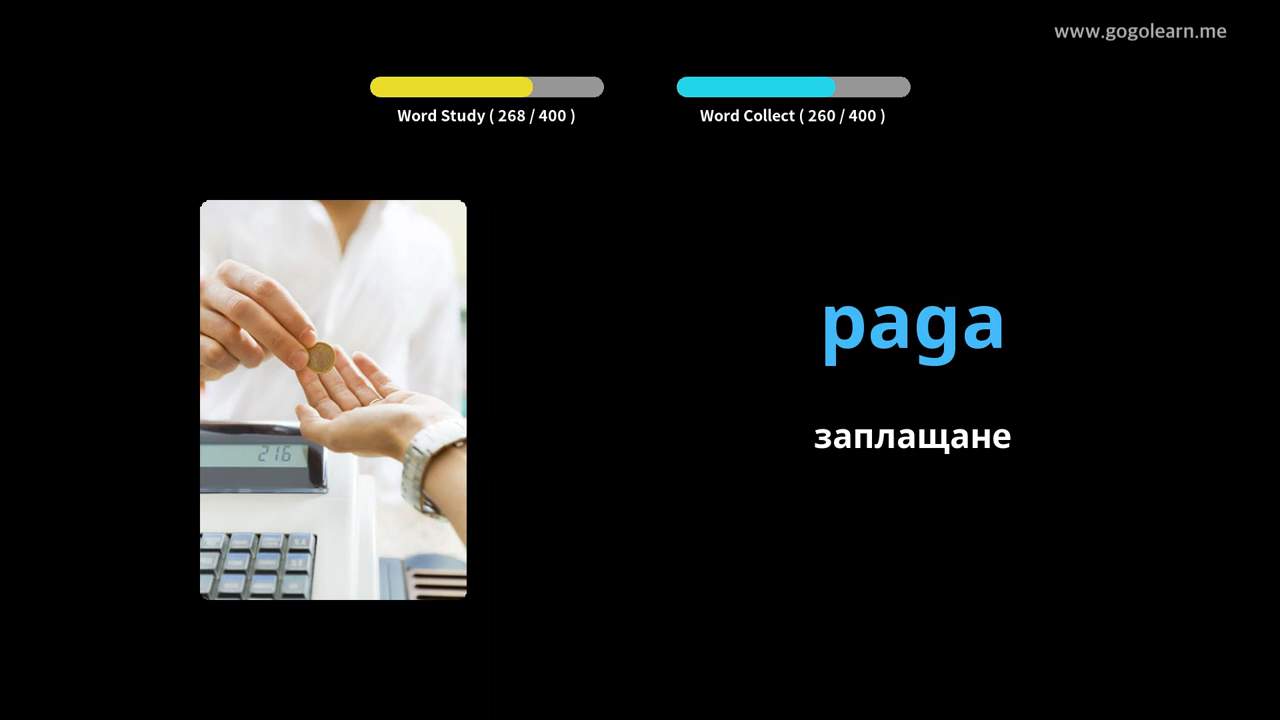 www.gogolearn.me
Word Study ( 268 / 400 )
Word Collect ( 260 / 400 )
216
paga
заплащане